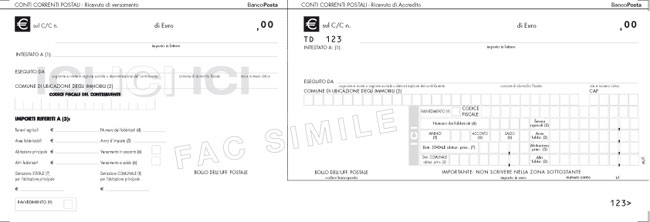 CONTI CORRENTI POSTALI - Ricevuta di Versamento BancoPosta
€ sul C/C n. di Euro ,00
importo in lettere
INTESTATO A (1):
ESEGUITO DA
COMUNE DI UBICAZIONE DEGLI IMMOBILI (2)
CODICE FISCALE DEL CONTRIBUENTE
ICI ICI ICI
IMPORTI RIFERITI A (3):
Terreni agricoli €
Numero dei fabbricati (4)
Aree fabbricabili €
Anno d'imposta (5)
Abitazione principale €
Versamento in acconto (6)
Altri fabbricati €
Versamento a saldo (6)
Detrazione STATALE (7) per l'abitazione principale €
Detrazione COMUNALE (8) per l'abitazione principale €
RAVVEDIMENTO (9)
BOLLO DELL'UFF. POSTALE
FAC SIMILE
CONTI CORRENTI POSTALI - Ricevuta di Accredito BancoPosta
€ sul C/C n. di Euro ,00
TD 123
importo in lettere
INTESTATO A: (1)
ESEGUITO DA
COMUNE DI UBICAZIONE DEGLI IMMOBILI (2) CAP
RAVVEDIMENTO (9)
CODICE FISCALE
ICI
Numero dei fabbricati (4)
Terreni agricoli (3)
ANNO (5)
ACCONTO (6)
SALDO (6)
Aree fabbr. (3)
Detr. STATALE abitaz. princ. (7)
Abitazione princ. (3)
Detr. COMUNALE abitaz. princ. (8)
Altri fabbr. (3)
BOLLO DELL'UFF. POSTALE
codice bancoposta
IMPORTANTE: NON SCRIVERE NELLA ZONA SOTTOSTANTE
importo in euro numero conto td
123>